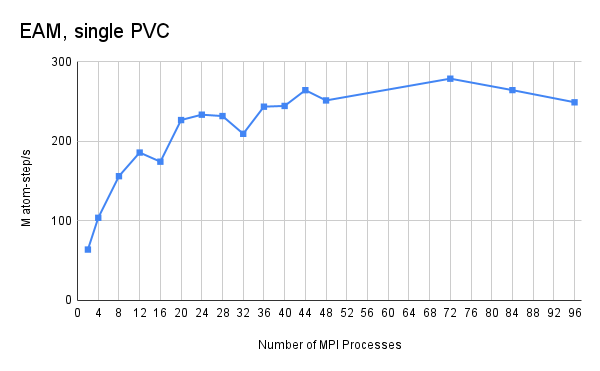 EAM, single PVC
300
200
100
0
0 4 8 12 16 20 24 28 32 36 40 44 48 52 56 60 64 68 72 76 80 84 88 92 96
M atom-step/s
Number of MPI Processes